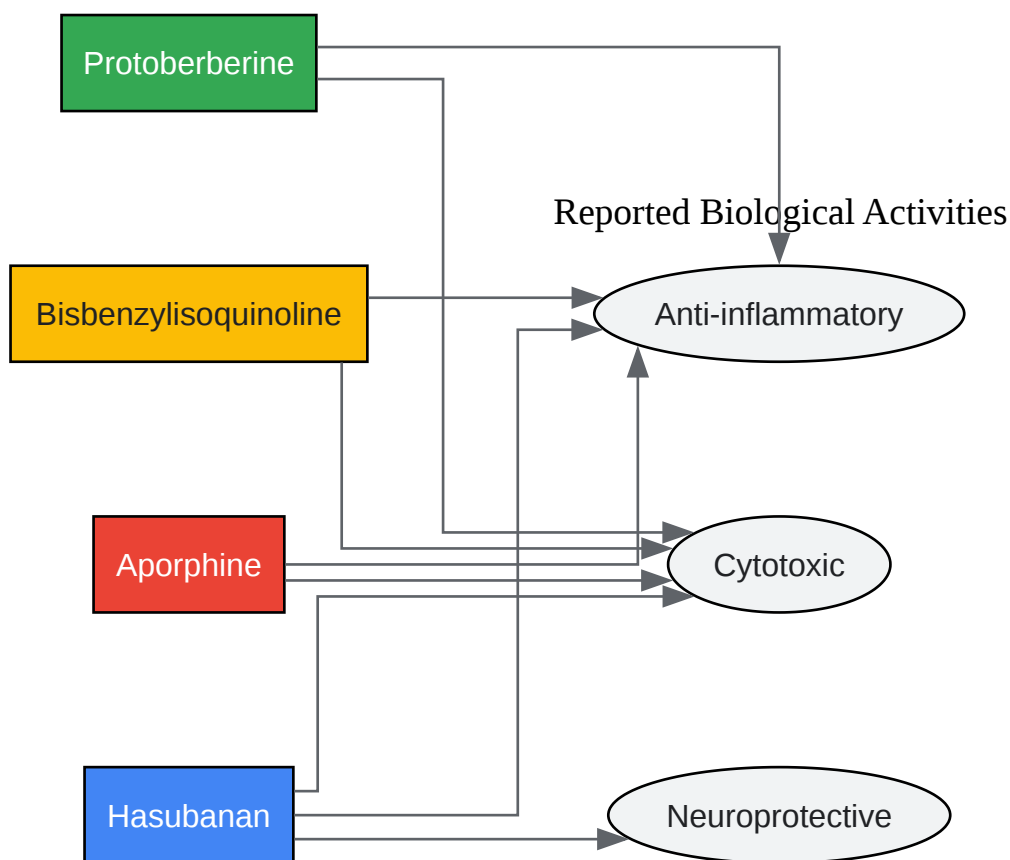 Protoberberine
Reported Biological Activities
Bisbenzylisoquinoline
Anti-inflammatory
Aporphine
Cytotoxic
Hasubanan
Neuroprotective